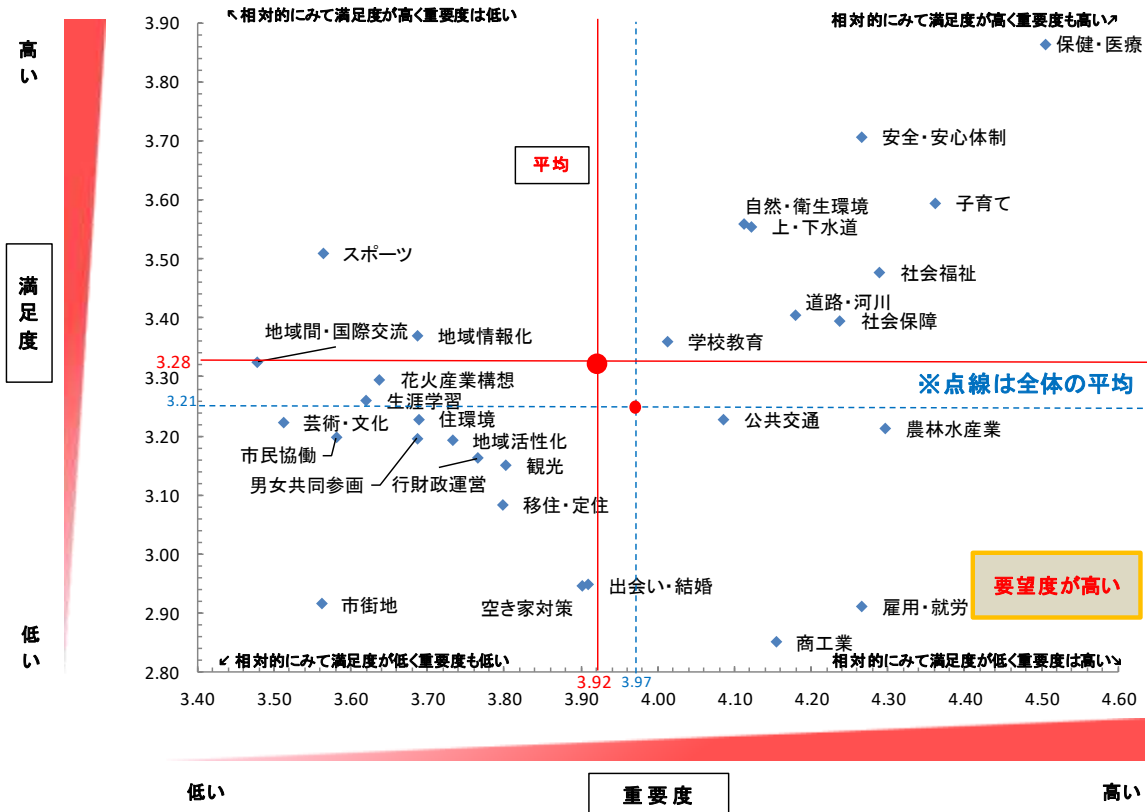 ↖相対的にみて満足度が高く重要度は低い
相対的にみて満足度が高く重要度も高い↗
3.90
高い
保健・医療
3.80
安全・安心体制
3.70
平均
子育て
3.60
自然・衛生環境
上・下水道
スポーツ
3.50
社会福祉
満足度
道路・河川
3.40
社会保障
地域間・国際交流
地域情報化
学校教育
3.28
3.30
花火産業構想
※点線は全体の平均
3.21
生涯学習
3.20
芸術・文化
住環境
公共交通
農林水産業
市民協働
地域活性化
男女共同参画
行財政運営
観光
3.10
移住・定住
3.00
出会い・結婚
要望度が高い
2.90
市街地
空き家対策
雇用・就労
低い
商工業
↙相対的にみて満足度が低く重要度も低い
相対的にみて満足度が低く重要度は高い↘
2.80
3.92
3.97
3.40 3.50 3.60 3.70 3.80 3.90 4.00 4.10 4.20 4.30 4.40 4.50 4.60
低い
重要度
高い